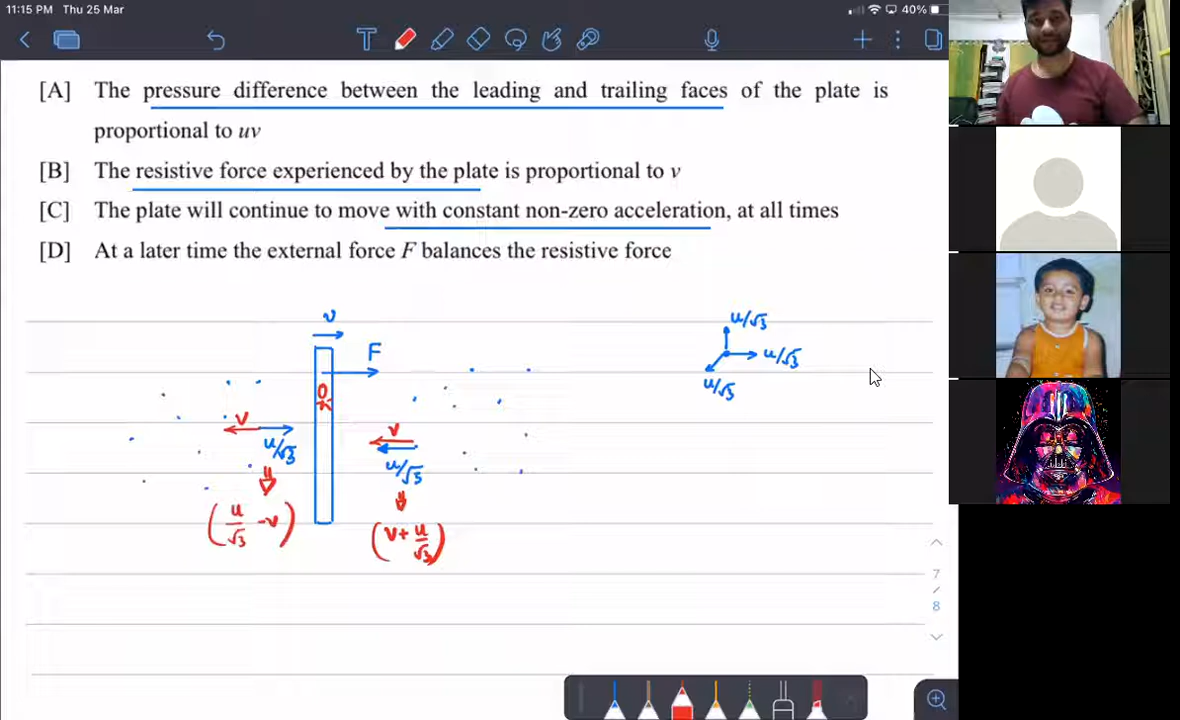 11:15 PM Thu 25 Mar
40%
[A] The pressure difference between the leading and trailing faces of the plate is
proportional to uv
[B] The resistive force experienced by the plate is proportional to v
[C] The plate will continue to move with constant non-zero acceleration, at all times
[D] At a later time the external force F balances the resistive force
v
F
u/√3
u/√3
u/√3
v
u/√3
v
u/√3
(u/√3 - v)
(v + u/√3)
7
/
8